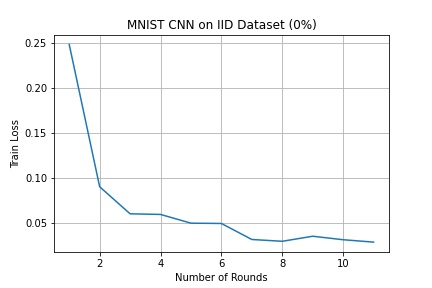 MNIST CNN on IID Dataset (0%)
0.25
0.20
0.15
0.10
0.05
Train Loss
2 4 6 8 10
Number of Rounds